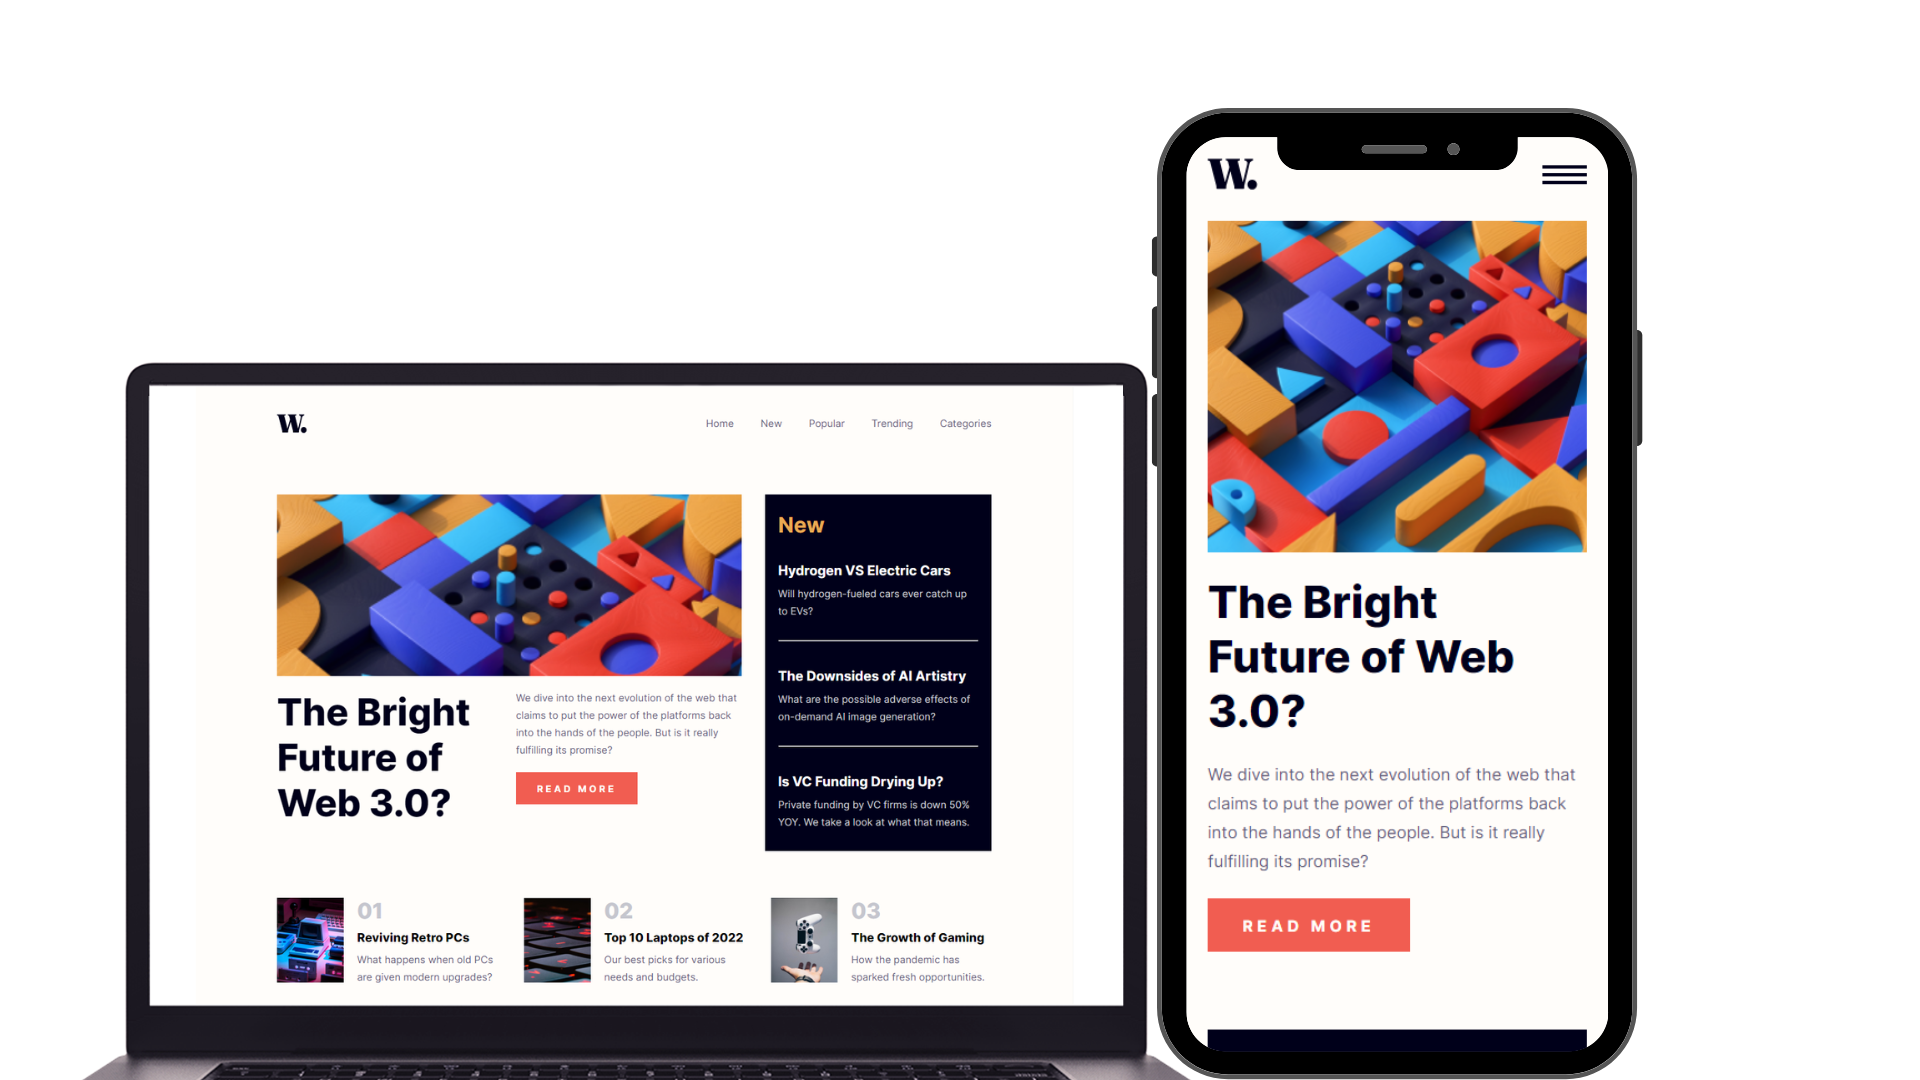 W.
Home New Popular Trending Categories
The Bright
Future of
Web 3.0?
We dive into the next evolution of the web that
claims to put the power of the platforms back
into the hands of the people. But is it really
fulfilling its promise?
READ MORE
New
Hydrogen VS Electric Cars
Will hydrogen-fueled cars ever catch up
to EVs?
The Downsides of AI Artistry
What are the possible adverse effects of
on-demand AI image generation?
Is VC Funding Drying Up?
Private funding by VC firms is down 50%
YOY. We take a look at what that means.
01
Reviving Retro PCs
What happens when old PCs
are given modern upgrades?
02
Top 10 Laptops of 2022
Our best picks for various
needs and budgets.
03
The Growth of Gaming
How the pandemic has
sparked fresh opportunities.
W.
The Bright
Future of Web
3.0?
We dive into the next evolution of the web that
claims to put the power of the platforms back
into the hands of the people. But is it really
fulfilling its promise?
READ MORE